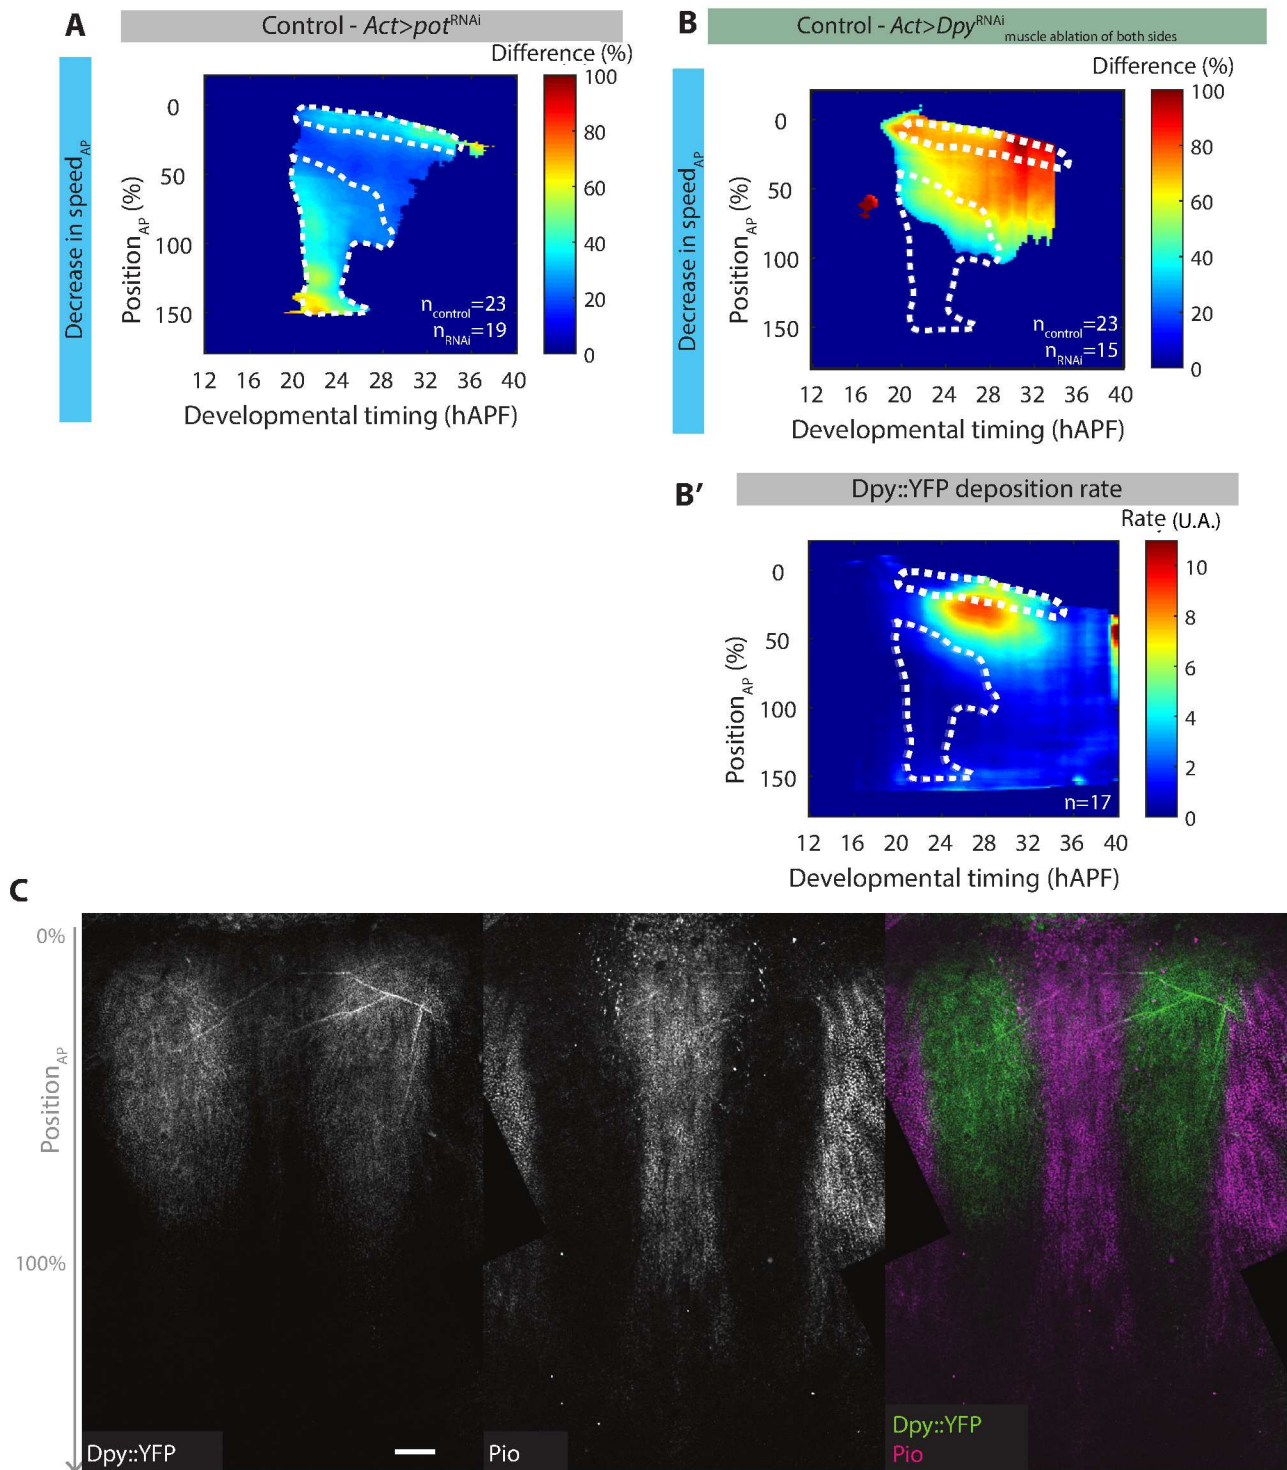 A
Control - Act>pot^RNAi
Difference (%)
Decrease in speed_AP
Position_AP (%)
0
50
100
150
n_control=23
n_RNAi=19
12 16 20 24 28 32 36 40
Developmental timing (hAPF)
100
80
60
40
20
0
B
Control - Act>Dpy^RNAi muscle ablation of both sides
Difference (%)
Decrease in speed_AP
Position_AP (%)
0
50
100
150
n_control=23
n_RNAi=15
12 16 20 24 28 32 36 40
Developmental timing (hAPF)
100
80
60
40
20
0
B'
Dpy::YFP deposition rate
Rate (U.A.)
Position_AP (%)
0
50
100
150
n=17
12 16 20 24 28 32 36 40
Developmental timing (hAPF)
10
8
6
4
2
0
C
0%
Position_AP
100%
Dpy::YFP
Pio
Dpy::YFP
Pio